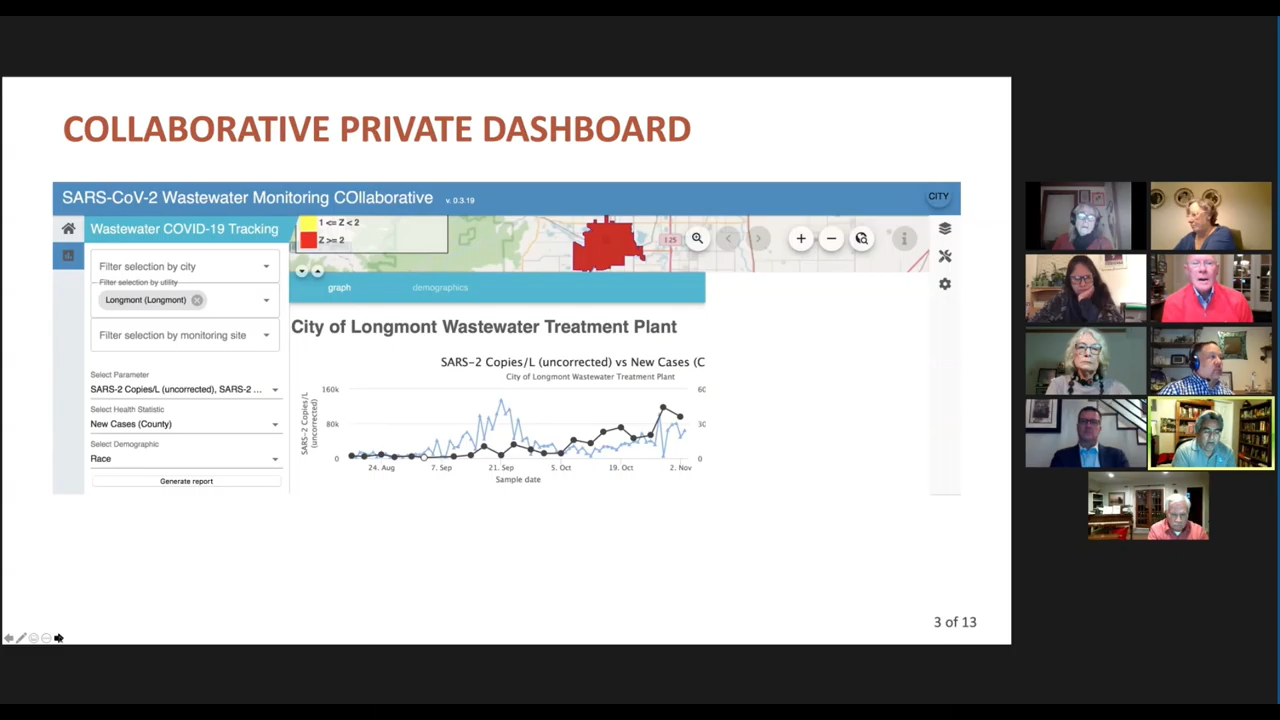 COLLABORATIVE PRIVATE DASHBOARD
SARS-CoV-2 Wastewater Monitoring COllaborative v. 0.3.19
CITY
Wastewater COVID-19 Tracking
1 <= Z < 2
Z >= 2
I 25
Filter selection by city
Filter selection by utility
Longmont (Longmont)
Filter selection by monitoring site
Select Parameter
SARS-2 Copies/L (uncorrected), SARS-2 ...
Select Health Statistic
New Cases (County)
Select Demographic
Race
Generate report
graph
demographics
City of Longmont Wastewater Treatment Plant
SARS-2 Copies/L (uncorrected) vs New Cases (C
City of Longmont Wastewater Treatment Plant
SARS-2 Copies/L
(uncorrected)
160k
80k
0
60
30
0
24. Aug
7. Sep
21. Sep
5. Oct
19. Oct
2. Nov
Sample date
3 of 13